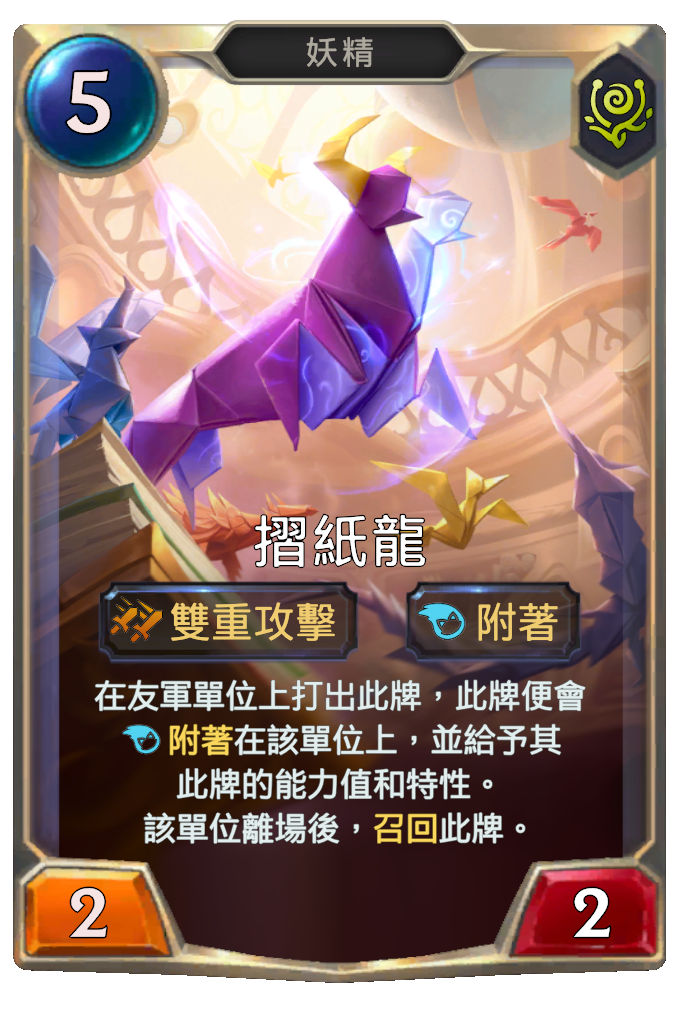 妖精
5
摺紙龍
雙重攻擊 附著
在友軍單位上打出此牌，此牌便會
附著在該單位上，並給予其
此牌的能力值和特性。
該單位離場後，召回此牌。
2 2